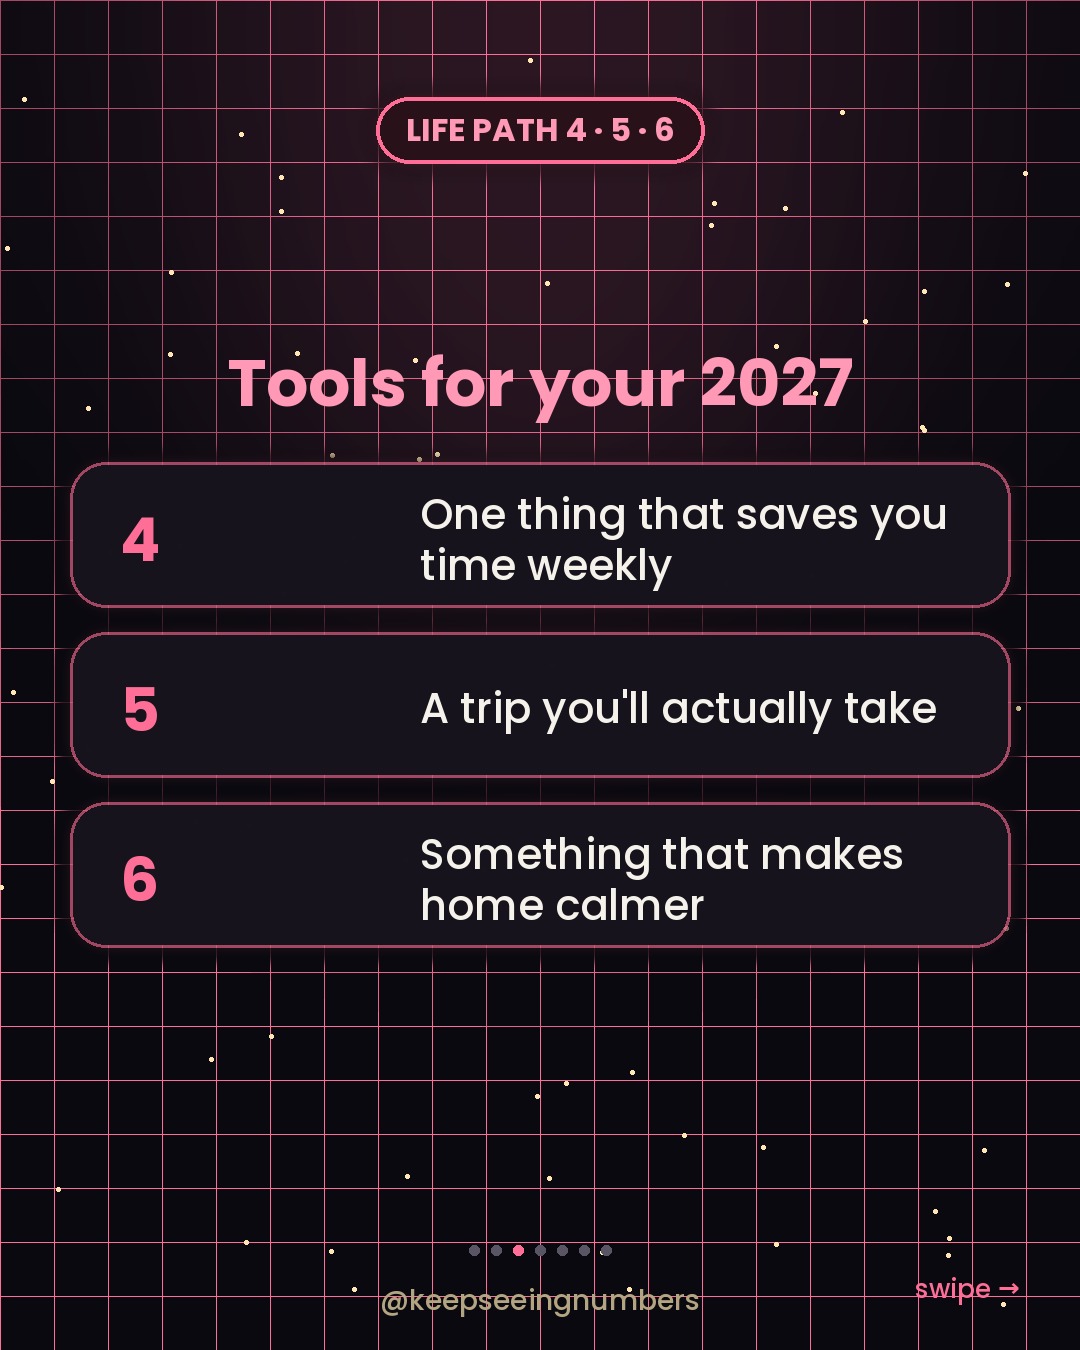 LIFE PATH 4 · 5 · 6
Tools for your 2027
4
One thing that saves you
time weekly
5
A trip you'll actually take
6
Something that makes
home calmer
@keepseeingnumbers
swipe →